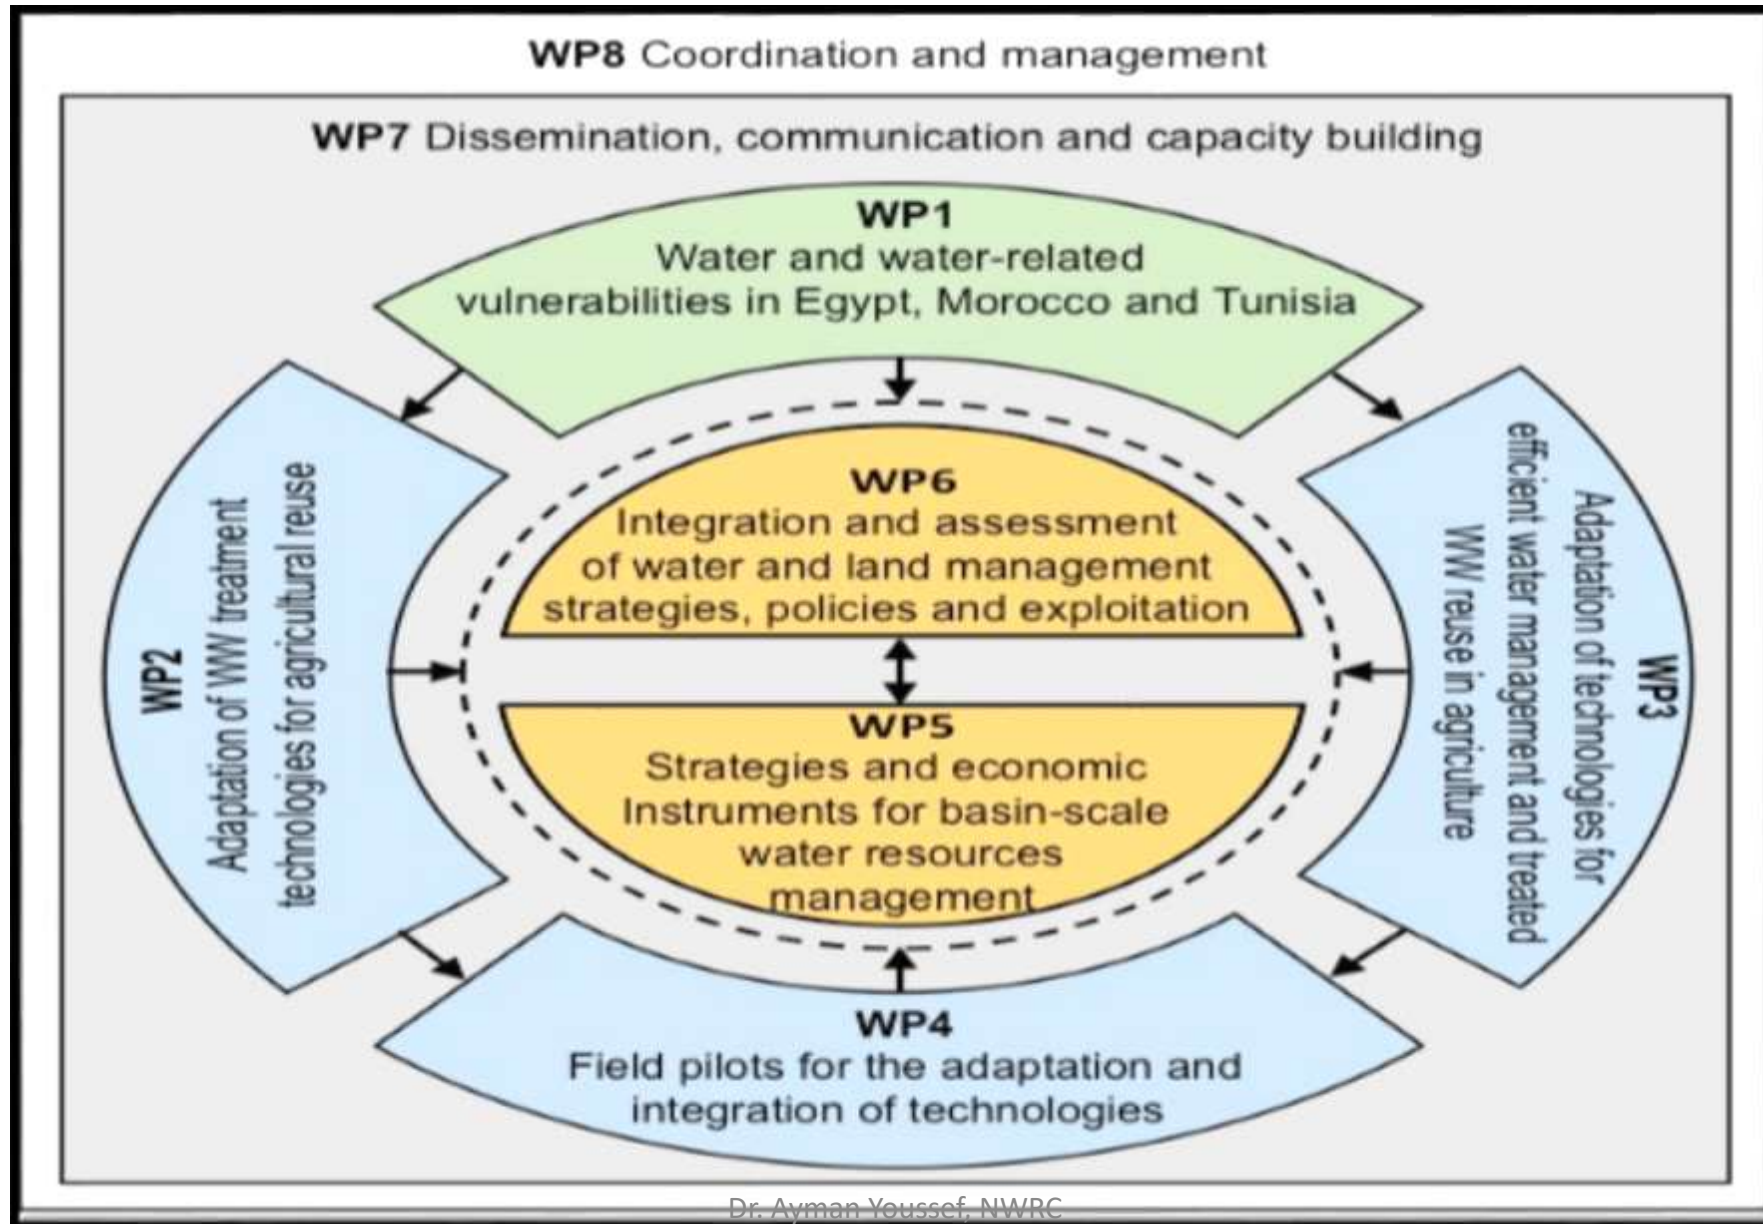 WP8 Coordination and management
WP7 Dissemination, communication and capacity building
WP1
Water and water-related
vulnerabilities in Egypt, Morocco and Tunisia
WP2
Adaptation of WW treatment
technologies for agricultural reuse
WP6
Integration and assessment
of water and land management
strategies, policies and exploitation
WP5
Strategies and economic
Instruments for basin-scale
water resources
management
WP3
Adaptation of technologies for
efficient water management and treated
WW reuse in agriculture
WP4
Field pilots for the adaptation and
integration of technologies
Dr. Ayman Youssef, NWRC